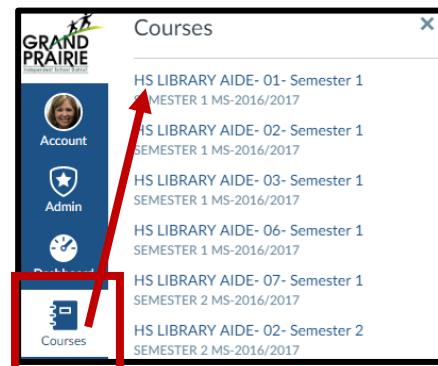 GRAND
PRAIRIE
Independent School District
Courses
×
HS LIBRARY AIDE- 01- Semester 1
SEMESTER 1 MS-2016/2017
HS LIBRARY AIDE- 02- Semester 1
SEMESTER 1 MS-2016/2017
HS LIBRARY AIDE- 03- Semester 1
SEMESTER 1 MS-2016/2017
HS LIBRARY AIDE- 06- Semester 1
SEMESTER 1 MS-2016/2017
HS LIBRARY AIDE- 07- Semester 1
SEMESTER 2 MS-2016/2017
HS LIBRARY AIDE- 02- Semester 2
SEMESTER 2 MS-2016/2017
Account
Admin
Dashboard
Courses